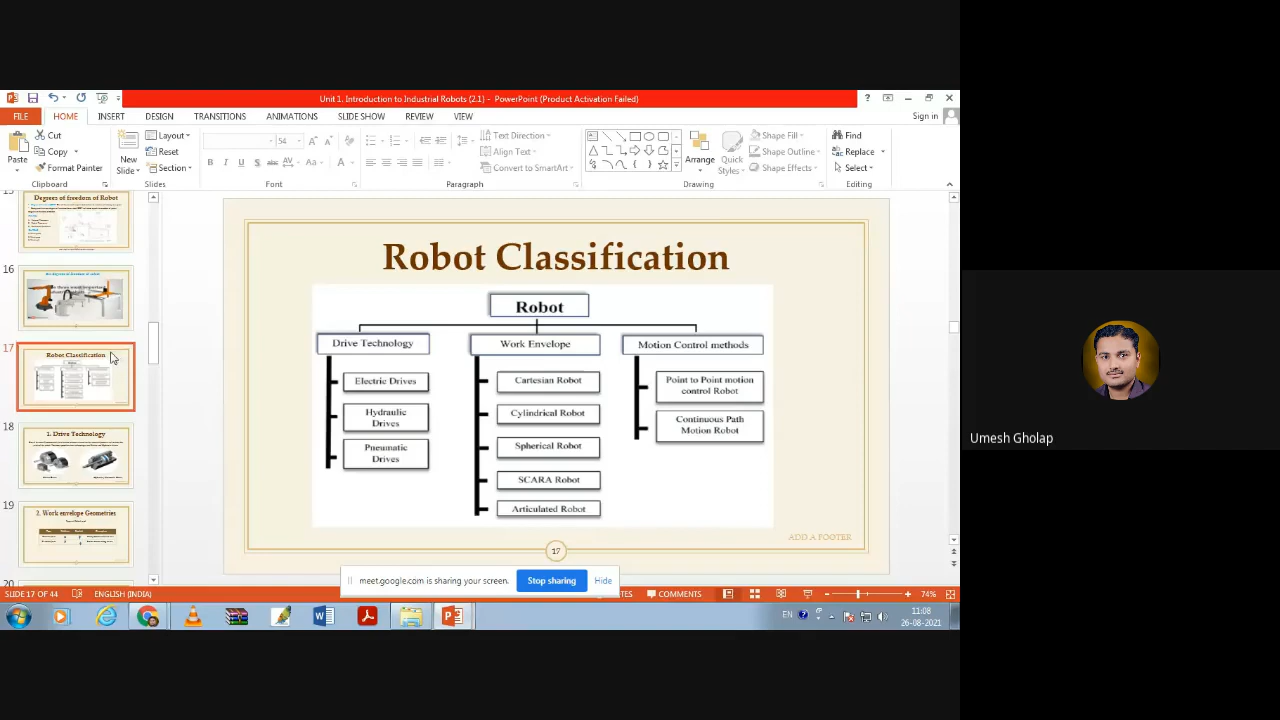 Unit 1. Introduction to Industrial Robots (2.1) - PowerPoint (Product Activation Failed)
FILE HOME INSERT DESIGN TRANSITIONS ANIMATIONS SLIDE SHOW REVIEW VIEW Sign in
Paste
Cut
Copy
Format Painter
Clipboard
New
Slide
Layout
Reset
Section
Slides
54
Font
Text Direction
Align Text
Convert to SmartArt
Paragraph
Arrange
Quick
Styles
Shape Fill
Shape Outline
Shape Effects
Drawing
Find
Replace
Select
Editing
15
Degrees of freedom of Robot
16
17
Robot Classification
18
1. Drive Technology
19
2. Work envelope Geometries
20
Robot Classification
Robot
Drive Technology
Electric Drives
Hydraulic
Drives
Pneumatic
Drives
Work Envelope
Cartesian Robot
Cylindrical Robot
Spherical Robot
SCARA Robot
Articulated Robot
Motion Control methods
Point to Point motion
control Robot
Continuous Path
Motion Robot
ADD A FOOTER
17
meet.google.com is sharing your screen. Stop sharing Hide
SLIDE 17 OF 44 ENGLISH (INDIA) COMMENTS 74%
EN 11:08
26-08-2021
Umesh Gholap